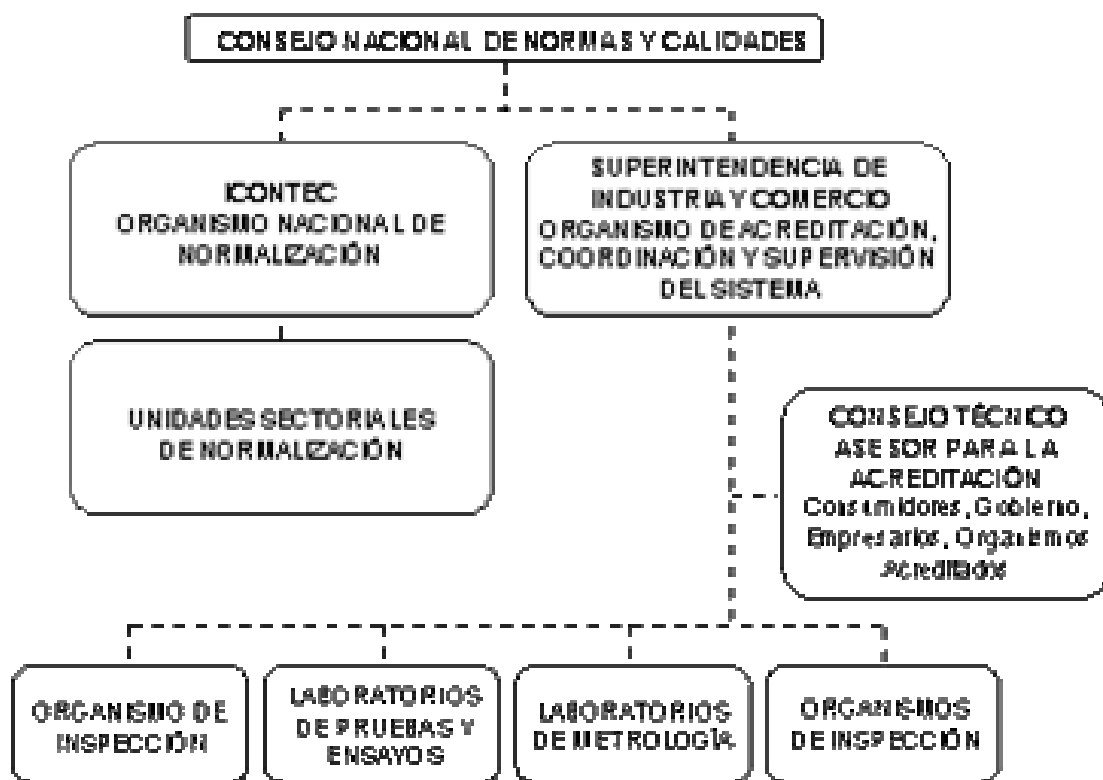 CONSEJO NACIONAL DE NORMAS Y CALIDADES
ICONTEC
ORGANISMO NACIONAL DE
NORMALIZACIÓN
SUPERINTENDENCIA DE
INDUSTRIA Y COMERCIO
ORGANISMO DE ACREDITACIÓN,
COORDINACIÓN Y SUPERVISIÓN
DEL SISTEMA
UNIDADES SECTORIALES
DE NORMALIZACIÓN
CONSEJO TÉCNICO
ASESOR PARA LA
ACREDITACIÓN
Consumidores, Gobierno,
Empresarios, Organismos
Acreditados
ORGANISMO DE
INSPECCIÓN
LABORATORIOS
DE PRUEBAS Y
ENSAYOS
LABORATORIOS
DE METROLOGÍA
ORGANISMOS
DE INSPECCIÓN